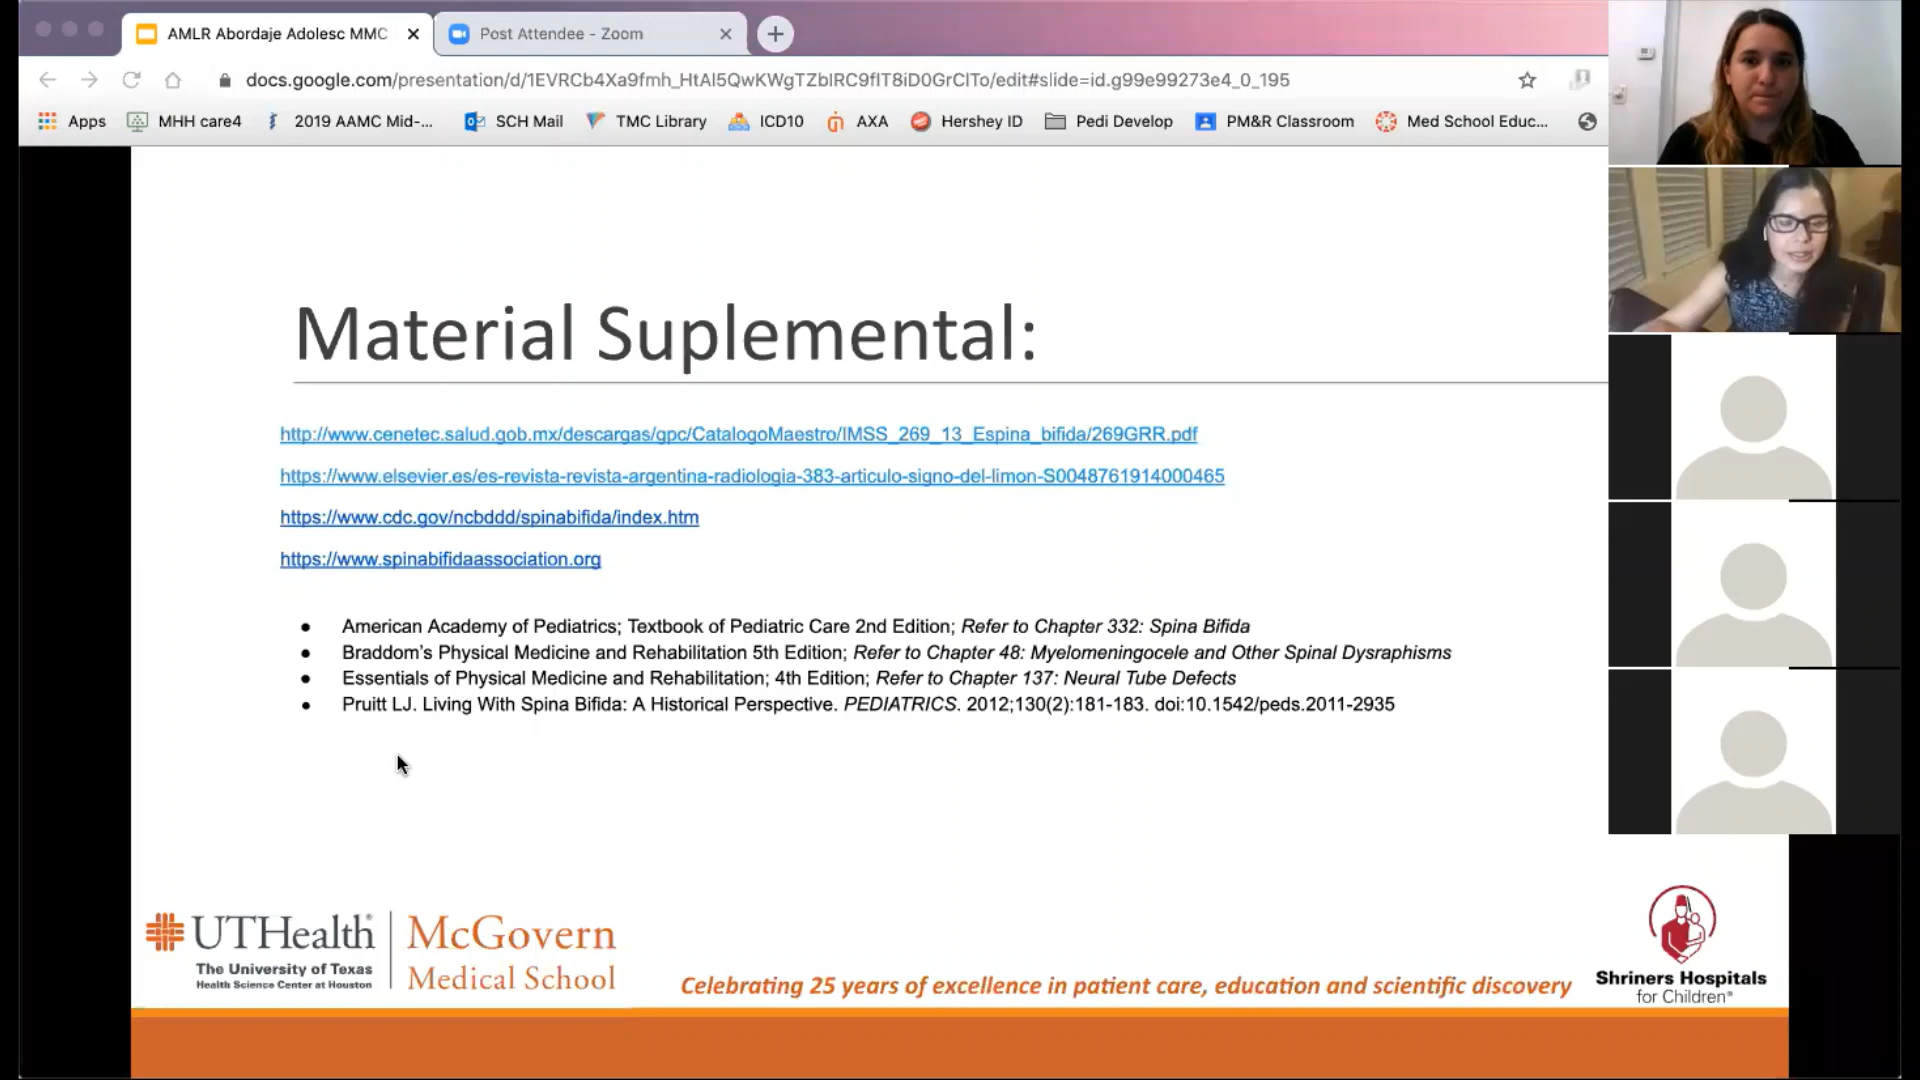 AMLR Abordaje Adolesc MMC
Post Attendee - Zoom
docs.google.com/presentation/d/1EVRCb4Xa9fmh_HtAl5QwKWgTZbIRC9fIT8iD0GrCITo/edit#slide=id.g99e99273e4_0_195
Apps MHH care4 2019 AAMC Mid-... SCH Mail TMC Library ICD10 AXA Hershey ID Pedi Develop PM&R Classroom Med School Educ...
Material Suplemental:
http://www.cenetec.salud.gob.mx/descargas/gpc/CatalogoMaestro/IMSS_269_13_Espina_bifida/269GRR.pdf
https://www.elsevier.es/es-revista-revista-argentina-radiologia-383-articulo-signo-del-limon-S0048761914000465
https://www.cdc.gov/ncbddd/spinabifida/index.htm
https://www.spinabifidaassociation.org
• American Academy of Pediatrics; Textbook of Pediatric Care 2nd Edition; Refer to Chapter 332: Spina Bifida
• Braddom's Physical Medicine and Rehabilitation 5th Edition; Refer to Chapter 48: Myelomeningocele and Other Spinal Dysraphisms
• Essentials of Physical Medicine and Rehabilitation; 4th Edition; Refer to Chapter 137: Neural Tube Defects
• Pruitt LJ. Living With Spina Bifida: A Historical Perspective. PEDIATRICS. 2012;130(2):181-183. doi:10.1542/peds.2011-2935
UTHealth®
The University of Texas
Health Science Center at Houston
McGovern
Medical School
Celebrating 25 years of excellence in patient care, education and scientific discovery
Shriners Hospitals
for Children®